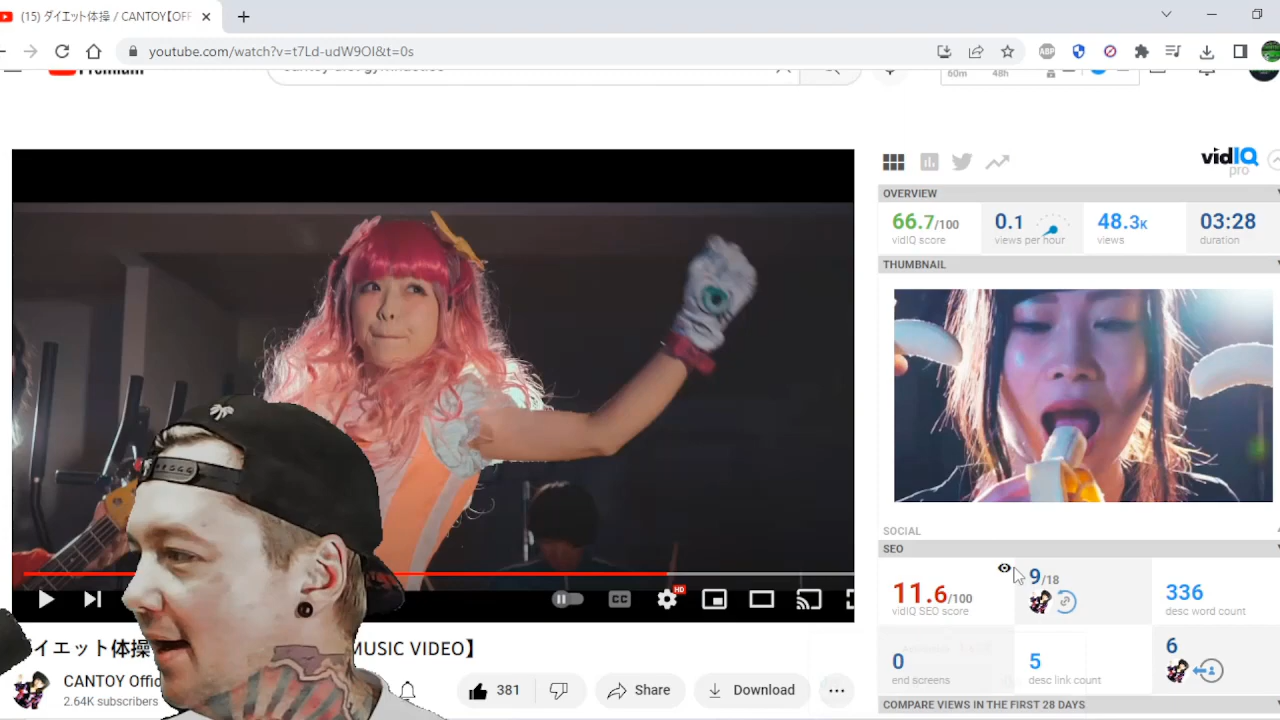 (15) ダイエット体操 / CANTOY【OFF
youtube.com/watch?v=t7Ld-udW9OI&t=0s
ABP
Premium
60m 48h
vidIQ
pro
OVERVIEW
66.7/100
vidIQ score
0.1
views per hour
48.3K
views
03:28
duration
THUMBNAIL
SOCIAL
SEO
11.6/100
vidIQ SEO score
9/18
336
desc word count
0
end screens
5
desc link count
6
COMPARE VIEWS IN THE FIRST 28 DAYS
CC
HD
イエット体操
MUSIC VIDEO】
CANTOY Offic
2.64K subscribers
381
Share
Download